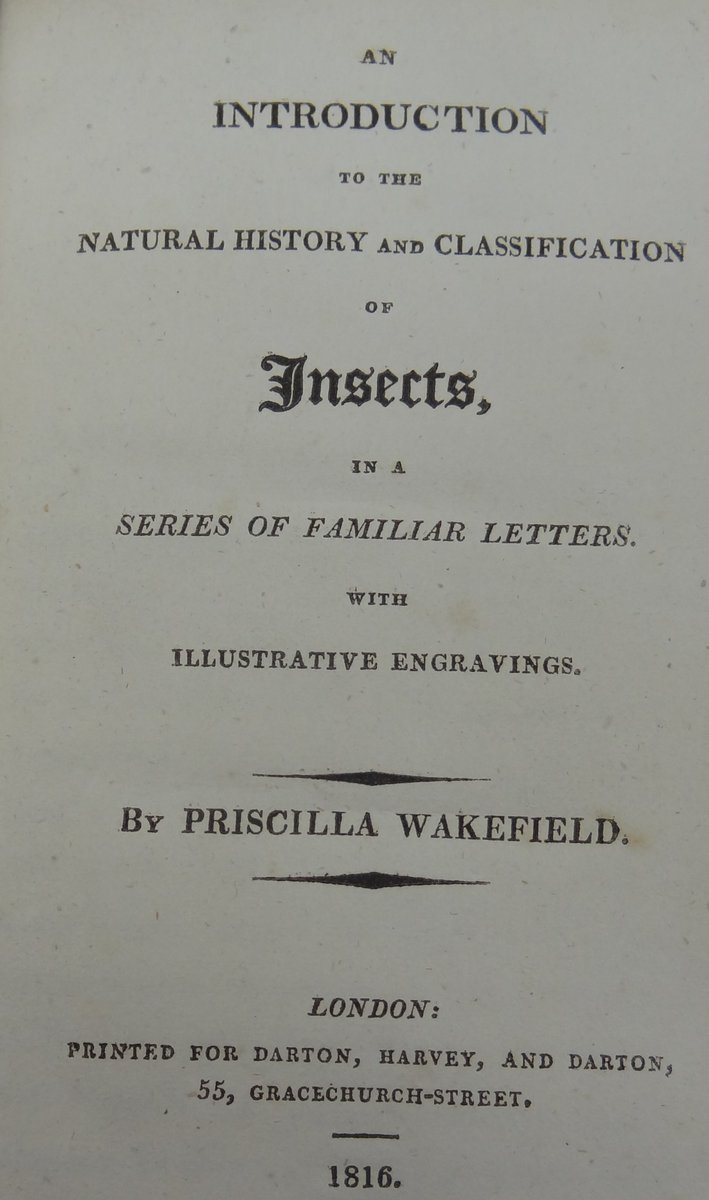 AN
INTRODUCTION
TO THE
NATURAL HISTORY AND CLASSIFICATION
OF
Insects,
IN A
SERIES OF FAMILIAR LETTERS.
WITH
ILLUSTRATIVE ENGRAVINGS.
BY PRISCILLA WAKEFIELD.
LONDON:
PRINTED FOR DARTON, HARVEY, AND DARTON,
55, GRACECHURCH-STREET.
1816.